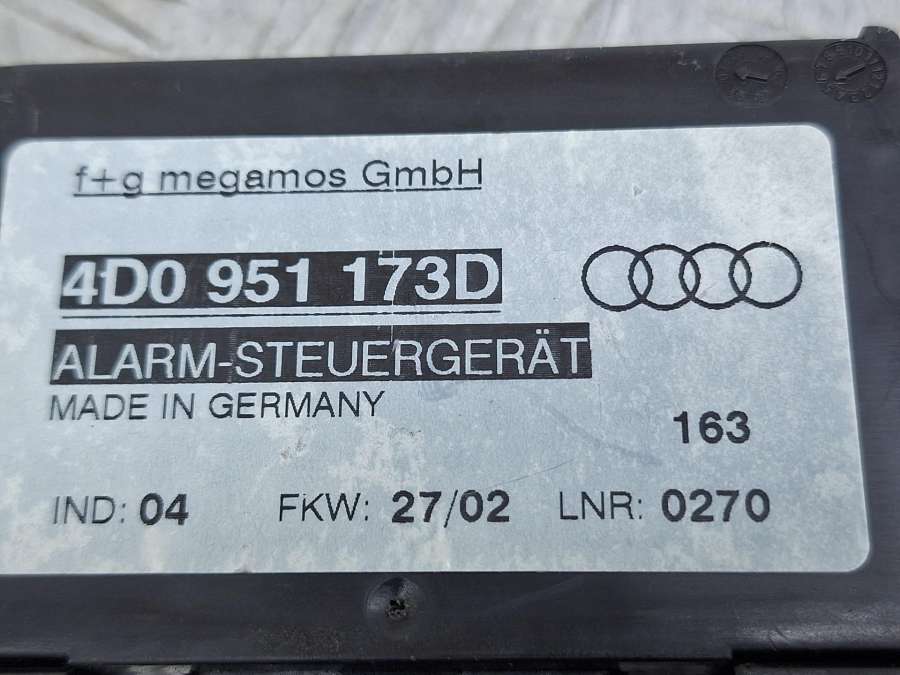 f+g megamos GmbH
4D0 951 173D
ALARM-STEUERGERÄT
MADE IN GERMANY
163
IND: 04 FKW: 27/02 LNR: 0270